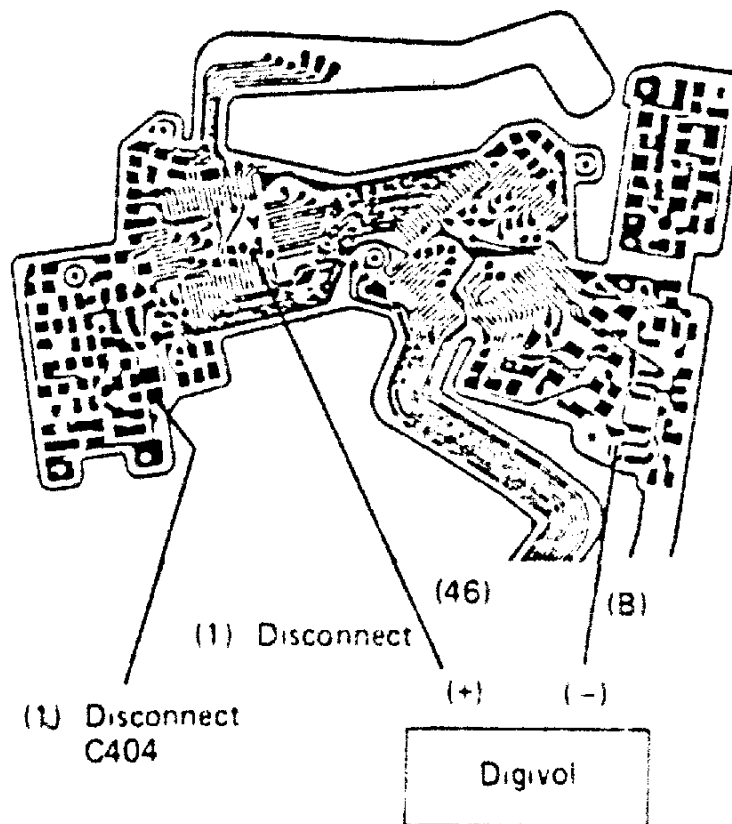 (46)
(B)
(1) Disconnect
(+)
(-)
(1) Disconnect
C404
Digivol